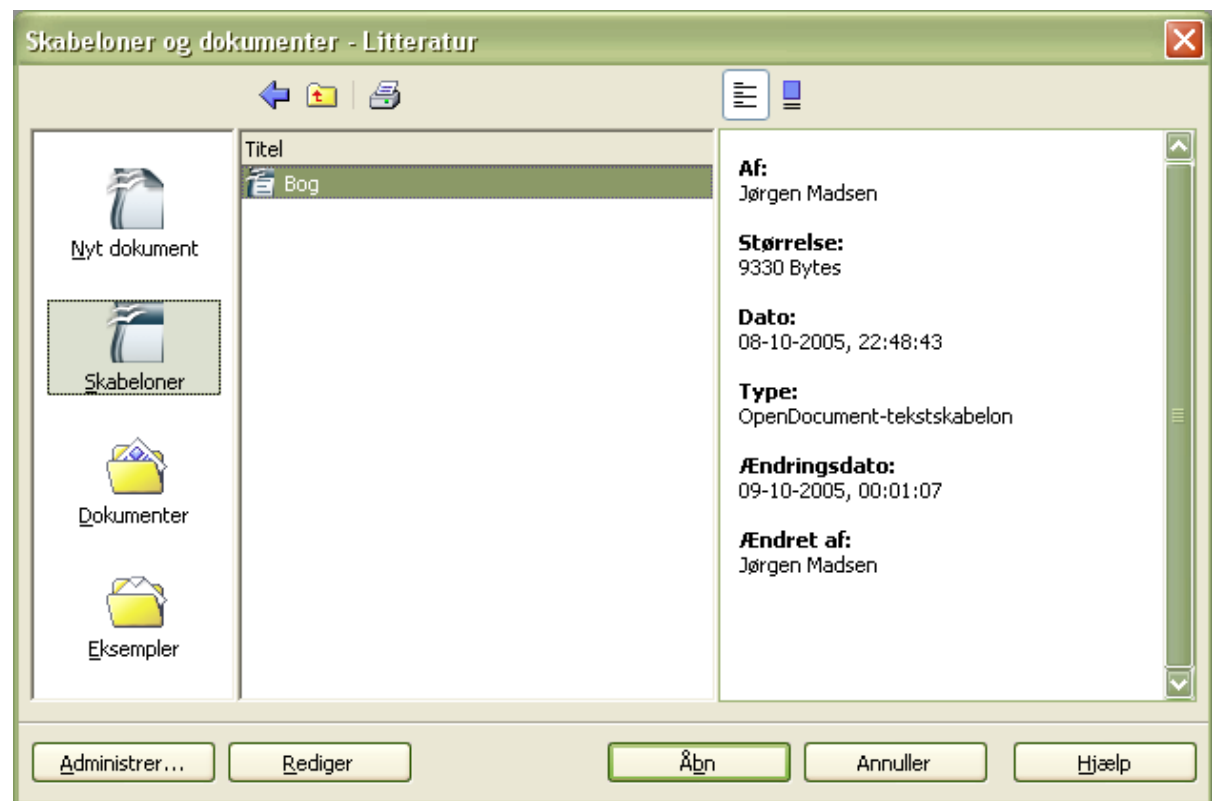 Skabeloner og dokumenter - Litteratur
Nyt dokument
Skabeloner
Dokumenter
Eksempler
Titel
Bog
Af:
Jørgen Madsen
Størrelse:
9330 Bytes
Dato:
08-10-2005, 22:48:43
Type:
OpenDocument-tekstskabelon
Ændringsdato:
09-10-2005, 00:01:07
Ændret af:
Jørgen Madsen
Administrer... Rediger Åbn Annuller Hjælp